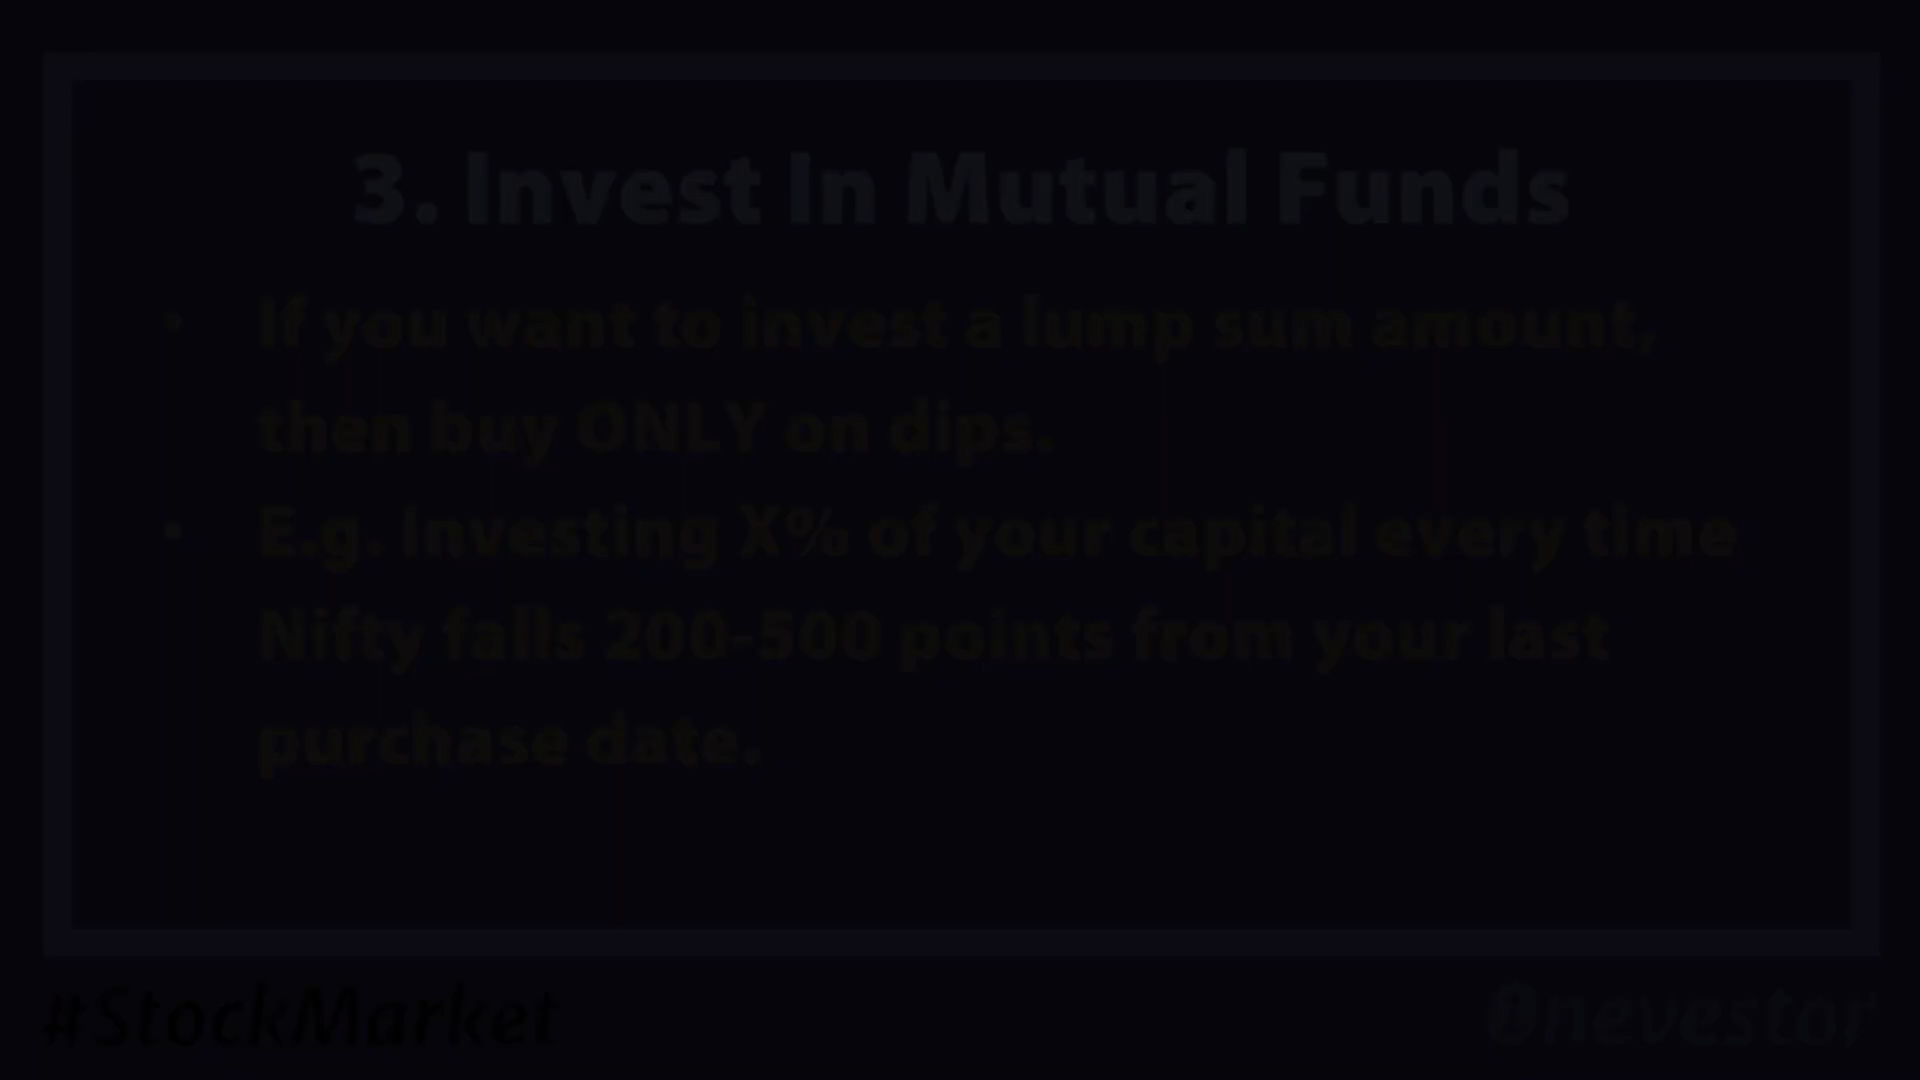 3. Invest In Mutual Funds
• If you want to invest a lump sum amount,
then buy ONLY on dips.
• E.g. Investing X% of your capital every time
Nifty falls 200-500 points from your last
purchase date.
#StockMarket
Onevestor